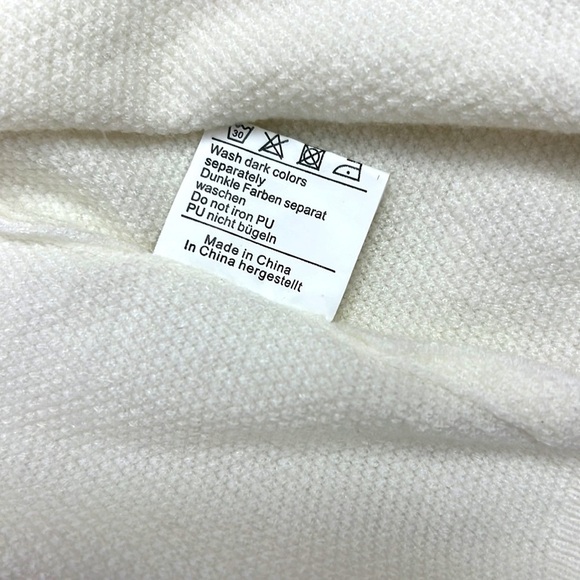 30
Wash dark colors
separately
Dunkle Farben separat
waschen
Do not iron PU
PU nicht bügeln
Made in China
In China hergestellt